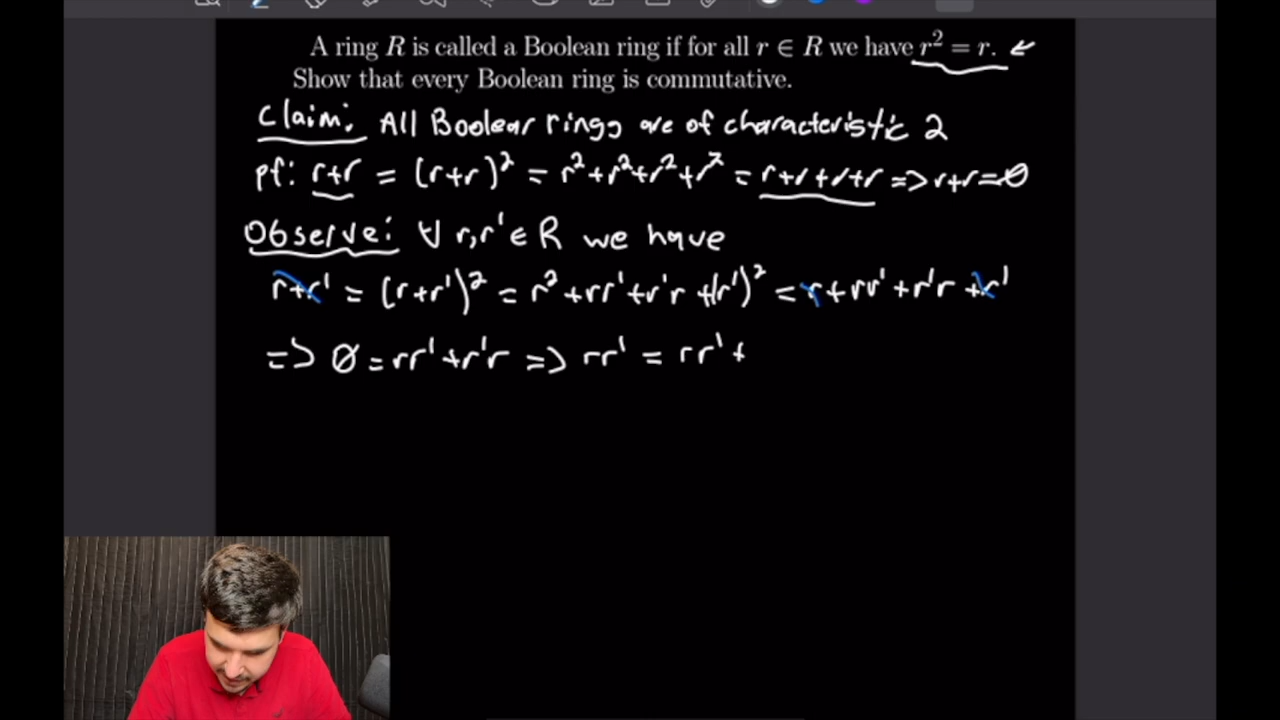 A ring R is called a Boolean ring if for all r ∈ R we have r² = r. ↙
Show that every Boolean ring is commutative.
Claim: All Boolean rings are of characteristic 2
pf: r+r = (r+r)² = r²+r²+r²+r² = r+r+r+r => r+r=0
Observe: ∀ r,r' ∈ R we have
r+r' = (r+r')² = r² + rr' + r'r + (r')² = r + rr' + r'r + r'
=> 0 = rr' + r'r => rr' = rr' +